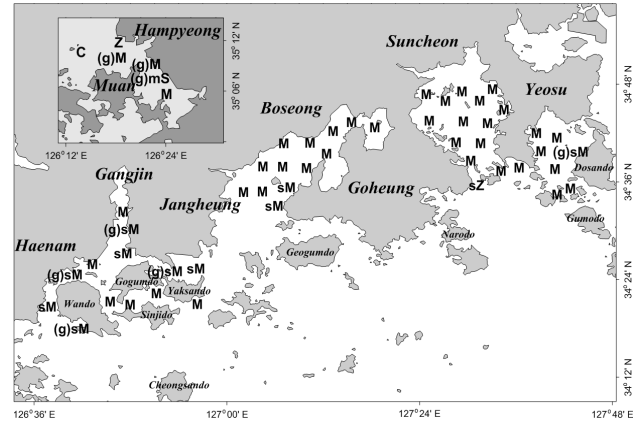 Hampyeong
Z
C
(g)M
(g)M
(g)mS
Muan
M
35° 12' N
35° 06' N
126° 12' E
126° 24' E
Suncheon
Yeosu
34° 48' N
M M M
M M M
M M M M
M M
M M M
sZ
M M
(g)sM
M
Dosando
M M
34° 36' N
Gumodo
Boseong
M M M
M M M
M M M
M M sM
sM
Goheung
Gangjin
Jangheung
M
(g)sM
sM
Haenam
M
(g)sM
(g)sM sM
Gogumdo
Yaksando
M
sM
Wando
M M
M
Sinjido
(g)sM
Geogumdo
Narodo
34° 24' N
Cheongsando
34° 12' N
126° 36' E
127° 00' E
127° 24' E
127° 48' E